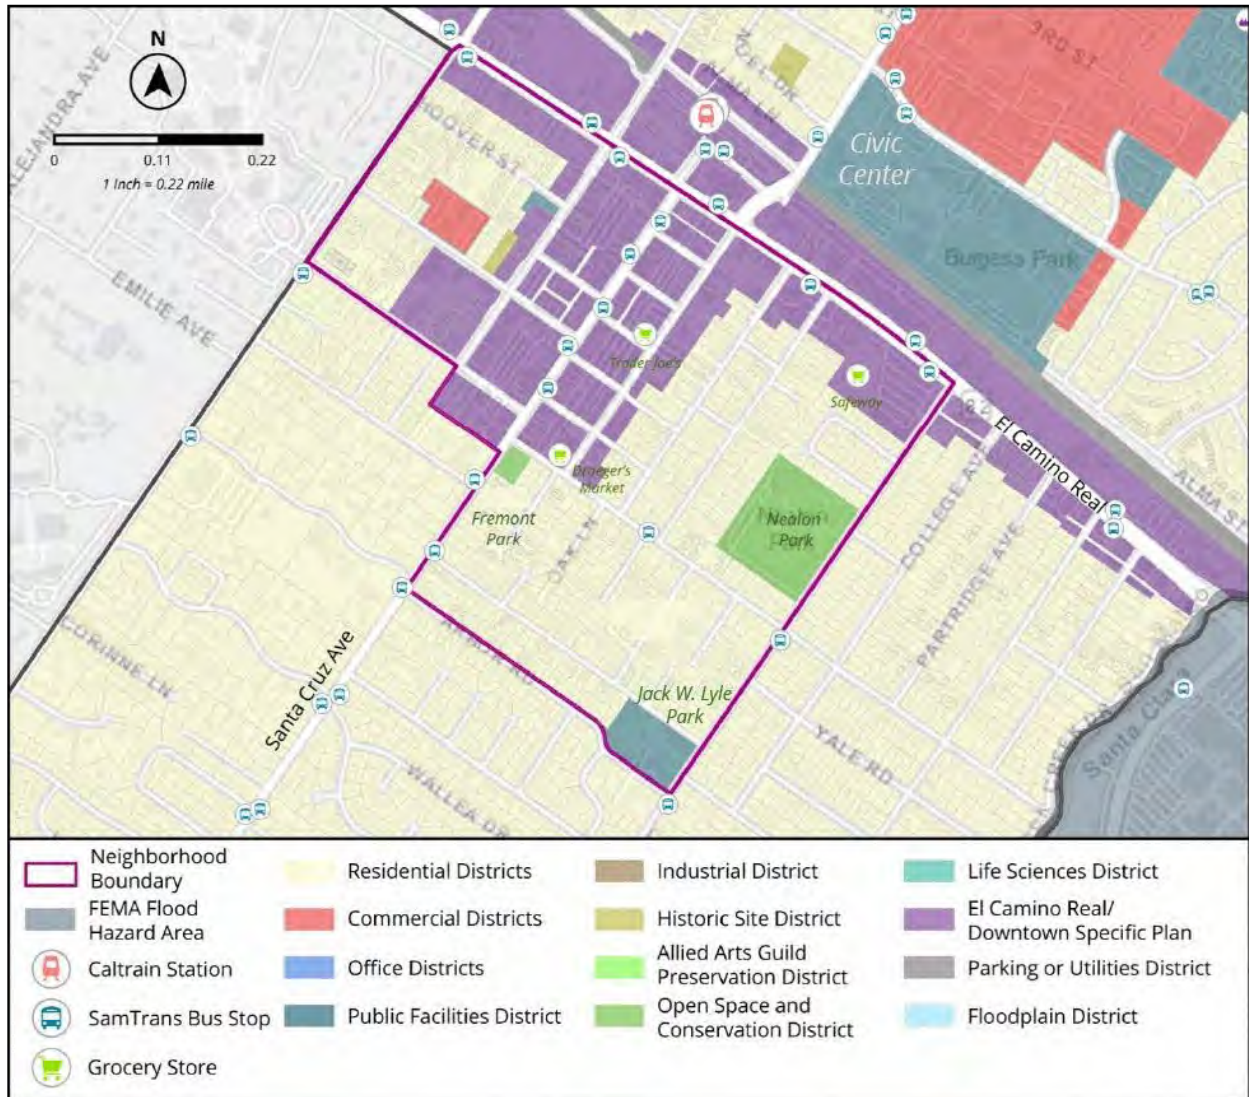 N
0
0.11
0.22
1 Inch = 0.22 mile
HOOVER ST
3RD ST
Civic
Center
Burgess Park
EMILIE AVE
Trader Joe's
Safeway
El Camino Real
ALMA ST
Draeger's
Market
Fremont
Park
Nealon
Park
OAK LN
COLLEGE AVE
PARTRIDGE AVE
CORINNE LN
ARBOR RD
Santa Cruz Ave
Jack W. Lyle
Park
YALE RD
WALLEA DR
Santa Clara
Neighborhood
Boundary
Residential Districts
Industrial District
Life Sciences District
FEMA Flood
Hazard Area
Commercial Districts
Historic Site District
El Camino Real/
Downtown Specific Plan
Caltrain Station
Office Districts
Allied Arts Guild
Preservation District
Parking or Utilities District
SamTrans Bus Stop
Public Facilities District
Open Space and
Conservation District
Floodplain District
Grocery Store